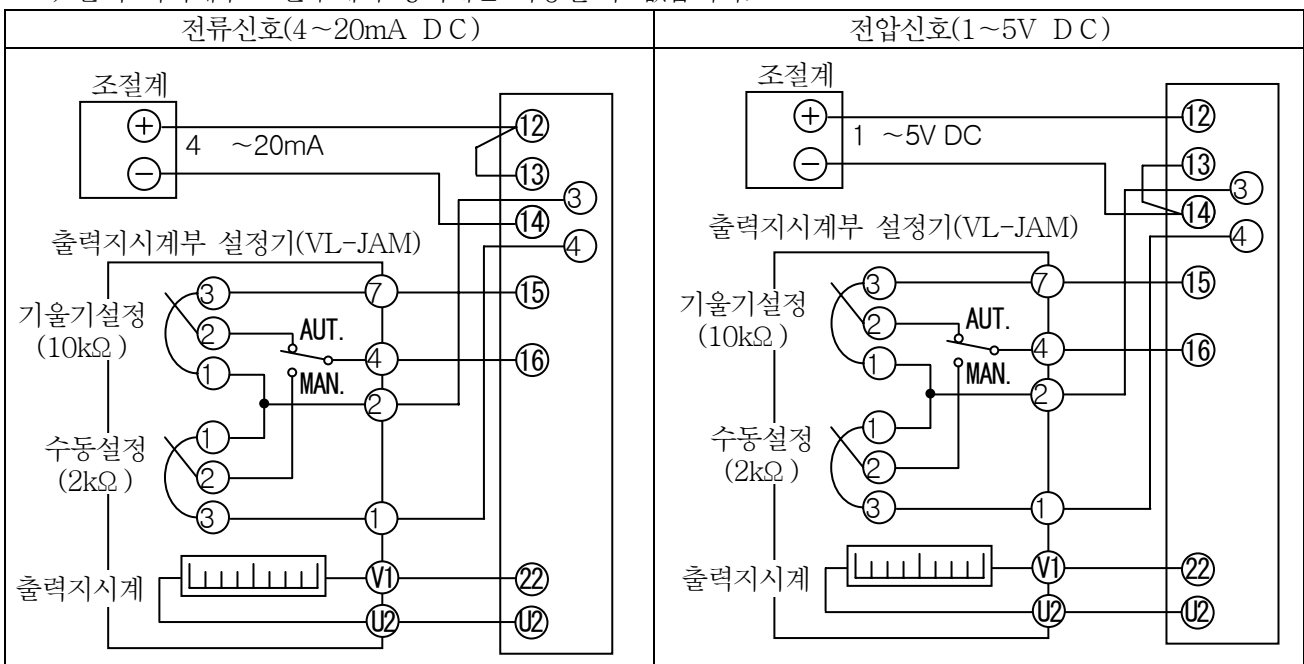 전류신호(4~20mA DC)
조절계
+
4 ~20mA
-
12
13
3
14
4
출력지시계부 설정기(VL-JAM)
3
7
15
기울기설정
(10kΩ)
2
AUT.
4
16
1
MAN.
2
수동설정
(2kΩ)
1
2
3
1
출력지시계
V1
22
U2
U2
전압신호(1~5V DC)
조절계
+
1 ~5V DC
-
12
13
3
14
4
출력지시계부 설정기(VL-JAM)
3
7
15
기울기설정
(10kΩ)
2
AUT.
4
16
1
MAN.
2
수동설정
(2kΩ)
1
2
3
1
출력지시계
V1
22
U2
U2